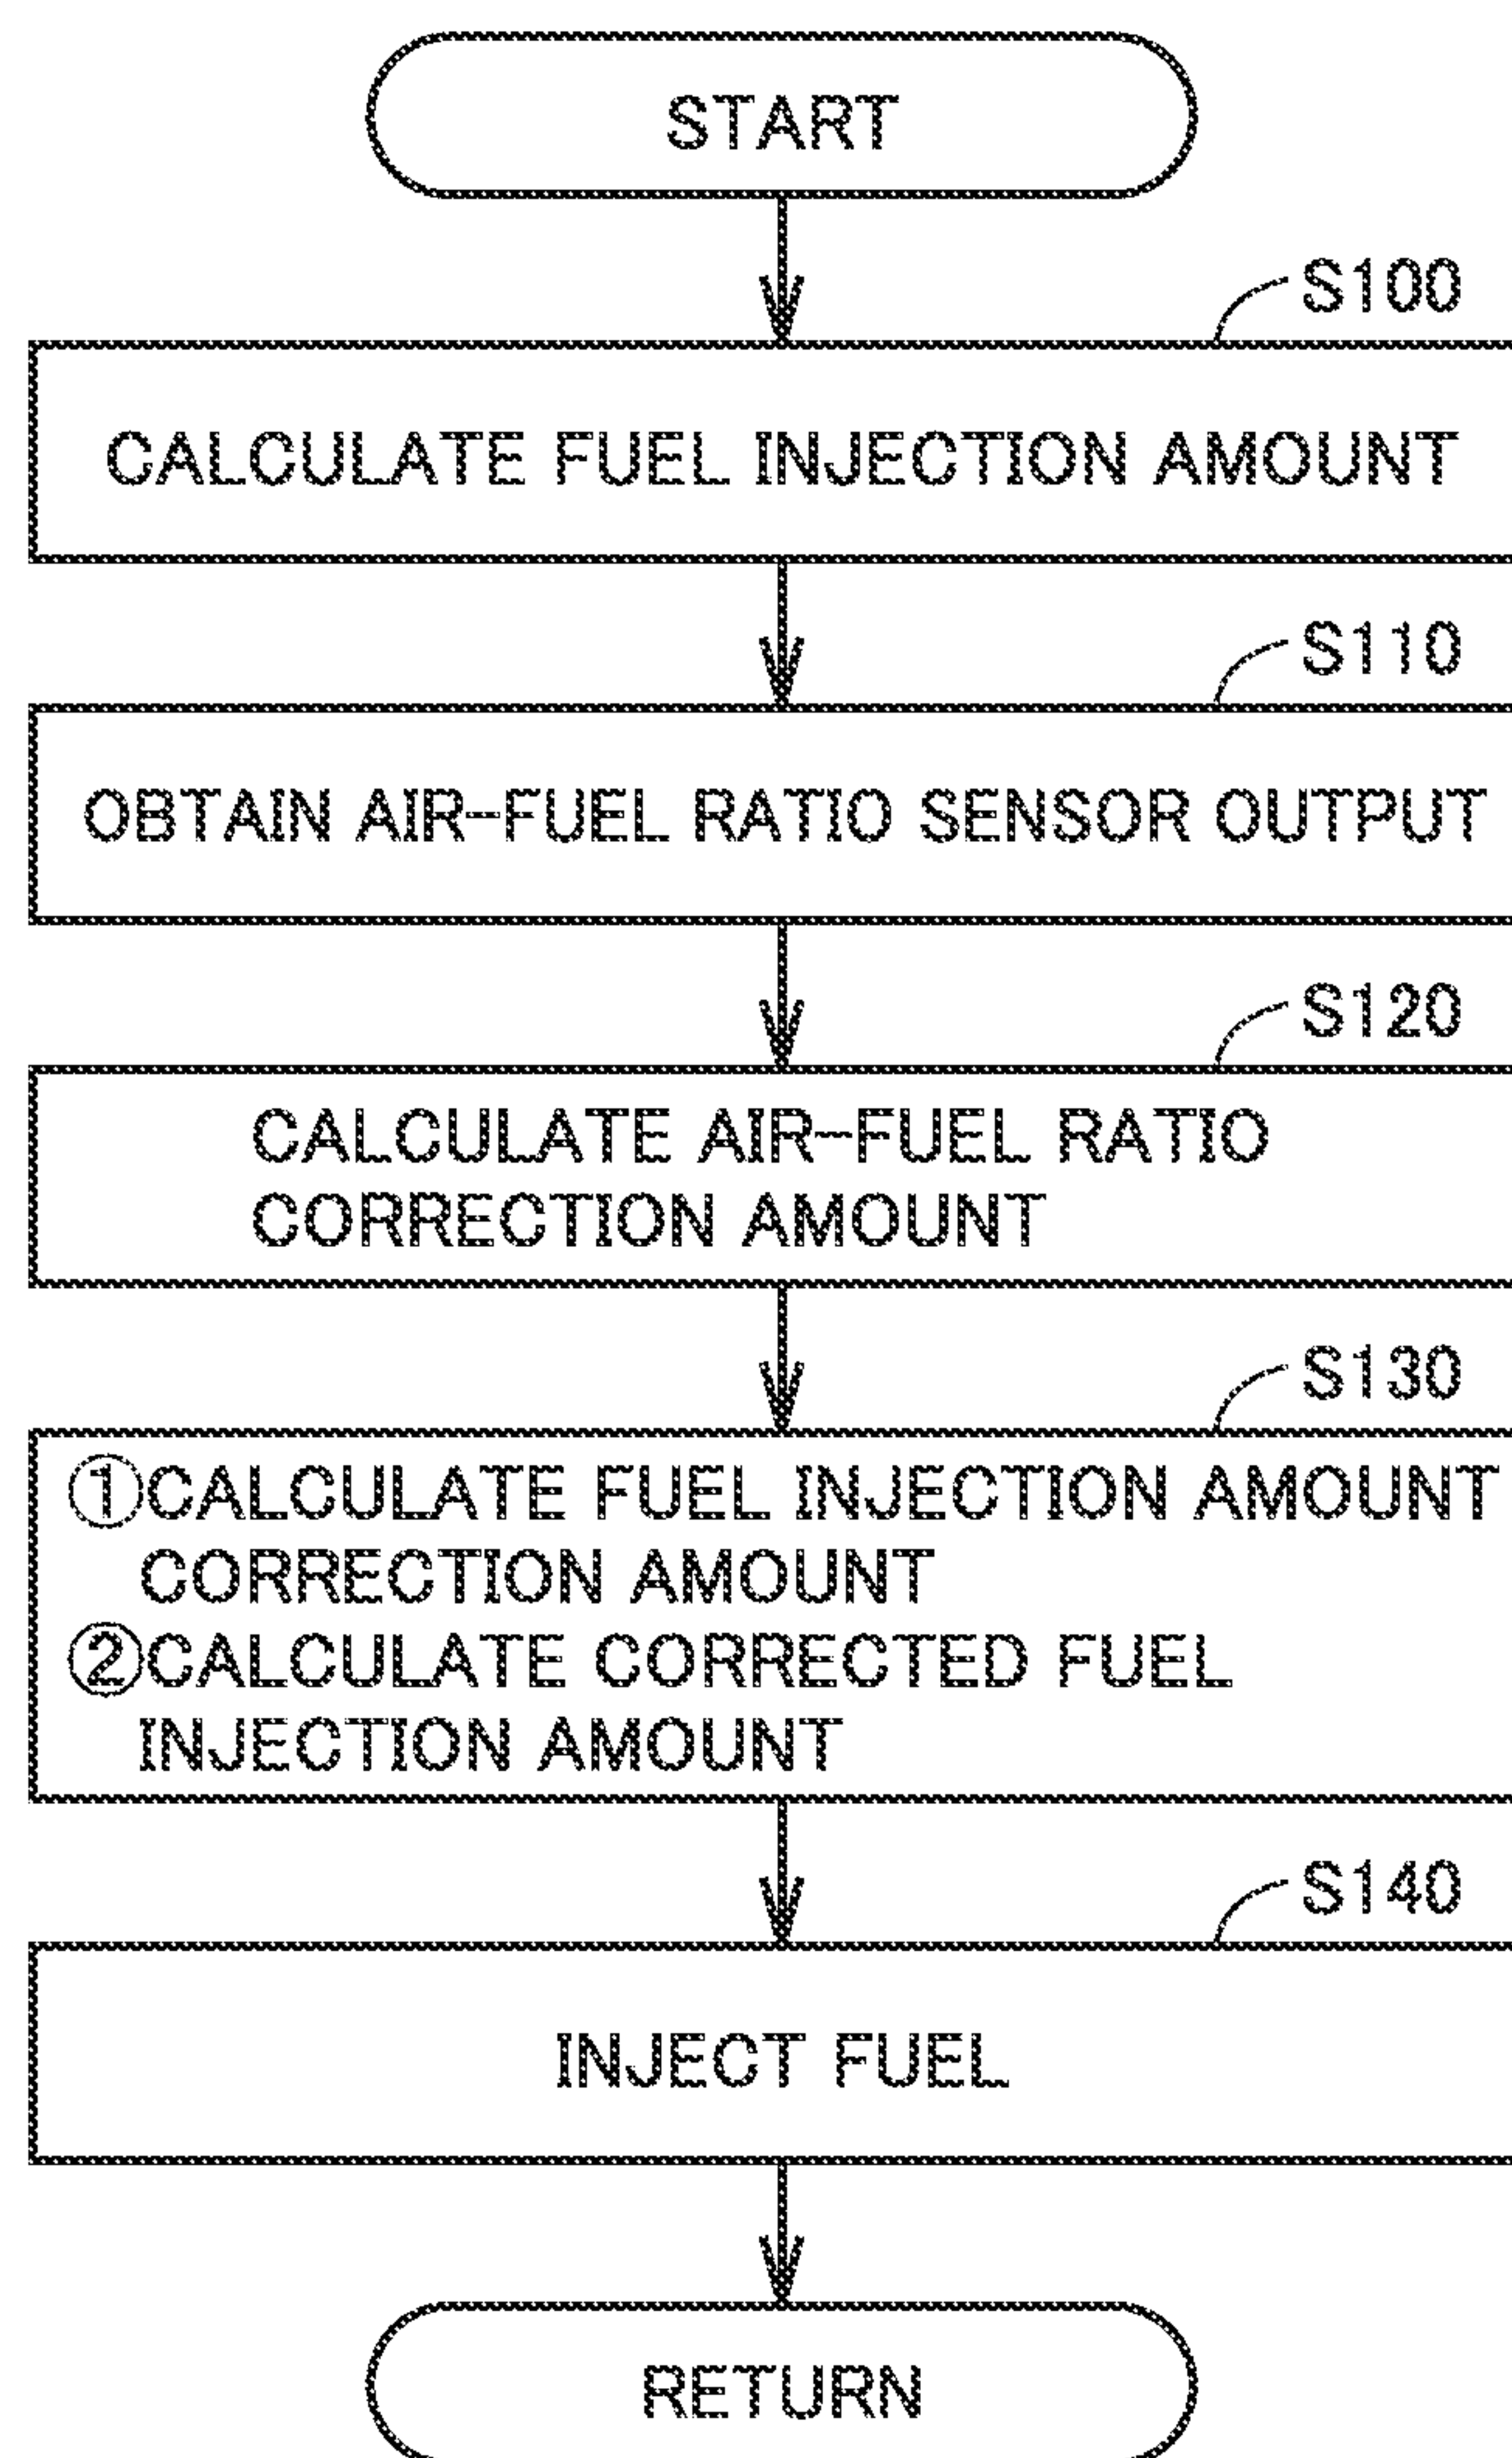 START
S100
CALCULATE FUEL INJECTION AMOUNT
S110
OBTAIN AIR-FUEL RATIO SENSOR OUTPUT
S120
CALCULATE AIR-FUEL RATIO
CORRECTION AMOUNT
S130
①CALCULATE FUEL INJECTION AMOUNT
CORRECTION AMOUNT
②CALCULATE CORRECTED FUEL
INJECTION AMOUNT
S140
INJECT FUEL
RETURN